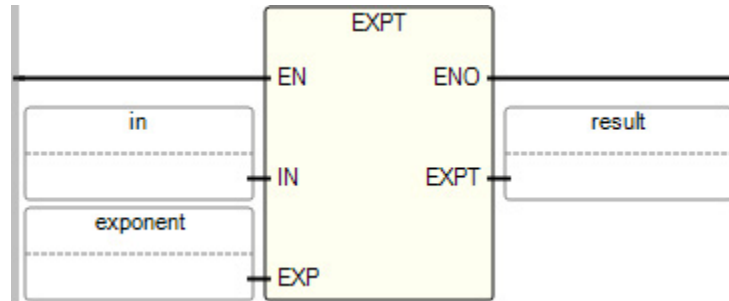 EXPT
EN ENO
in result
IN EXPT
exponent
EXP